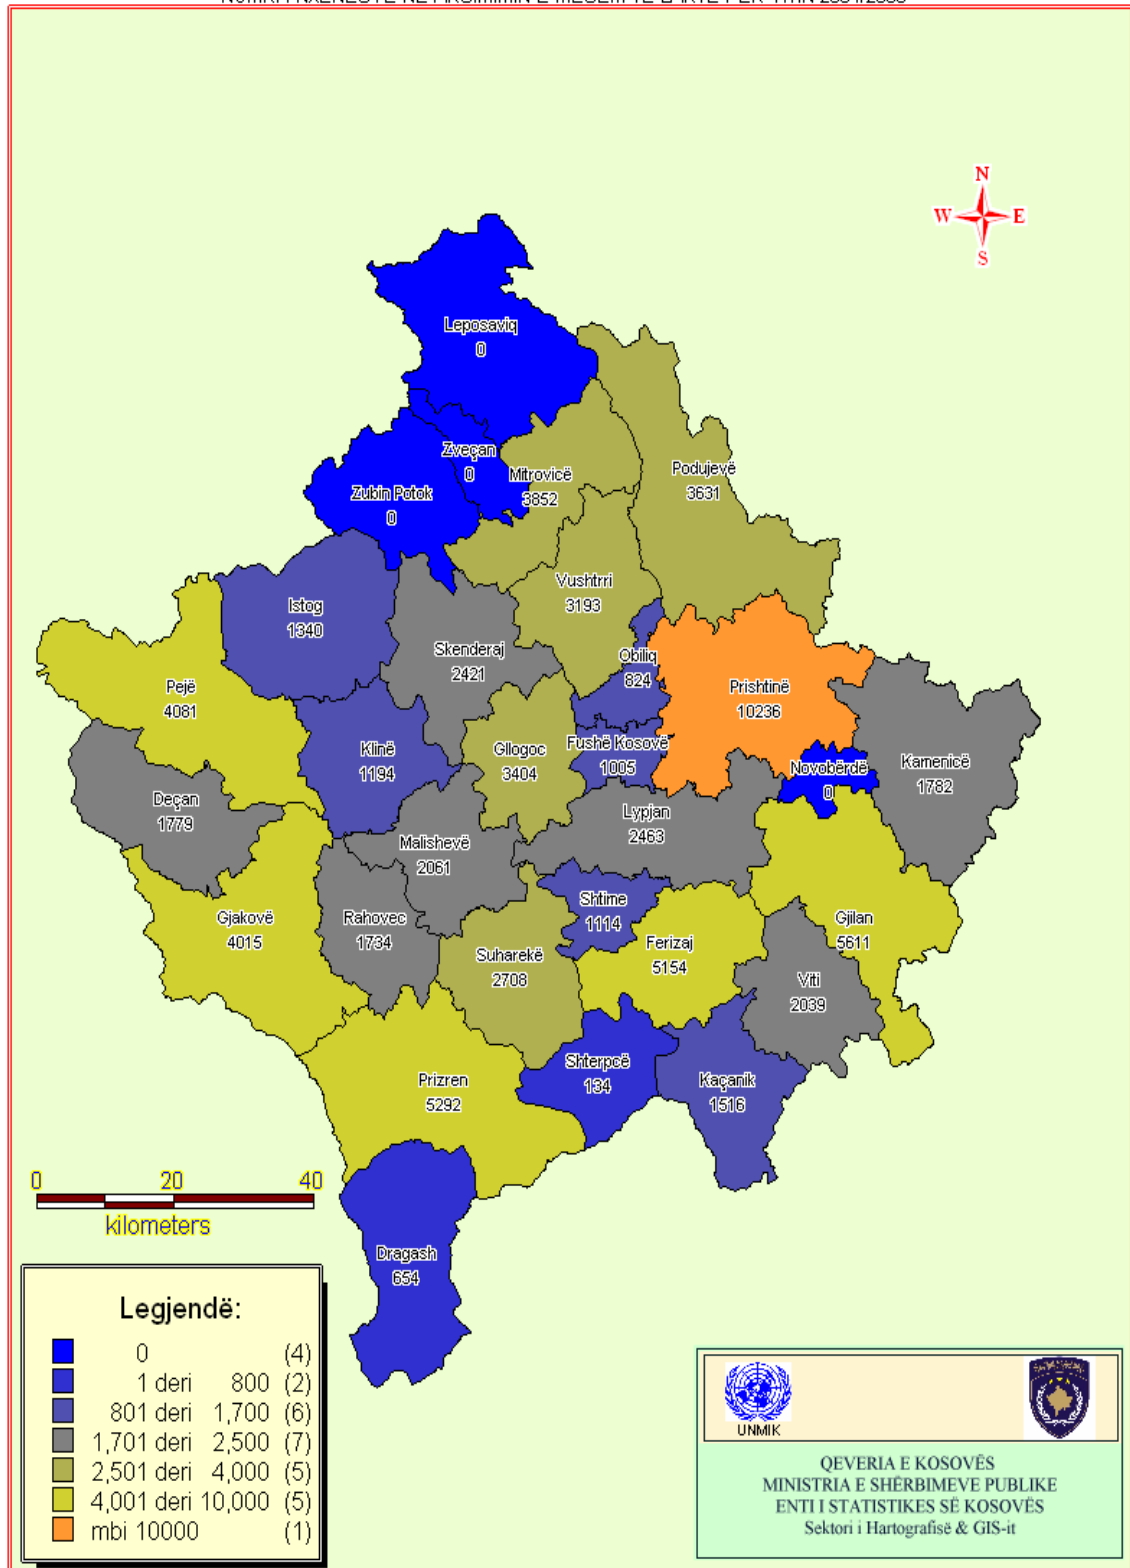 N
W E
S
Leposaviq
0
Zveçan
0
Mitrovicë
3852
Podujevë
3631
Zubin Potok
0
Vushtrri
3193
Istog
1340
Skenderaj
2421
Obiliq
824
Pejë
4081
Prishtinë
10236
Klinë
1194
Gllogoc
3404
Fushë Kosovë
1005
Novobërdë
0
Kamenicë
1782
Deçan
1779
Malishevë
2061
Lypjan
2463
Gjakovë
4015
Rahovec
1734
Shtime
1114
Gjilan
5611
Suharekë
2708
Ferizaj
5154
Viti
2039
Prizren
5292
Shterpcë
134
Kaçanik
1516
Dragash
654
0 20 40
kilometers
Legjendë:
0 (4)
1 deri 800 (2)
801 deri 1,700 (6)
1,701 deri 2,500 (7)
2,501 deri 4,000 (5)
4,001 deri 10,000 (5)
mbi 10000 (1)
UNMIK
QEVERIA E KOSOVËS
MINISTRIA E SHËRBIMEVE PUBLIKE
ENTI I STATISTIKES SË KOSOVËS
Sektori i Hartografisë & GIS-it